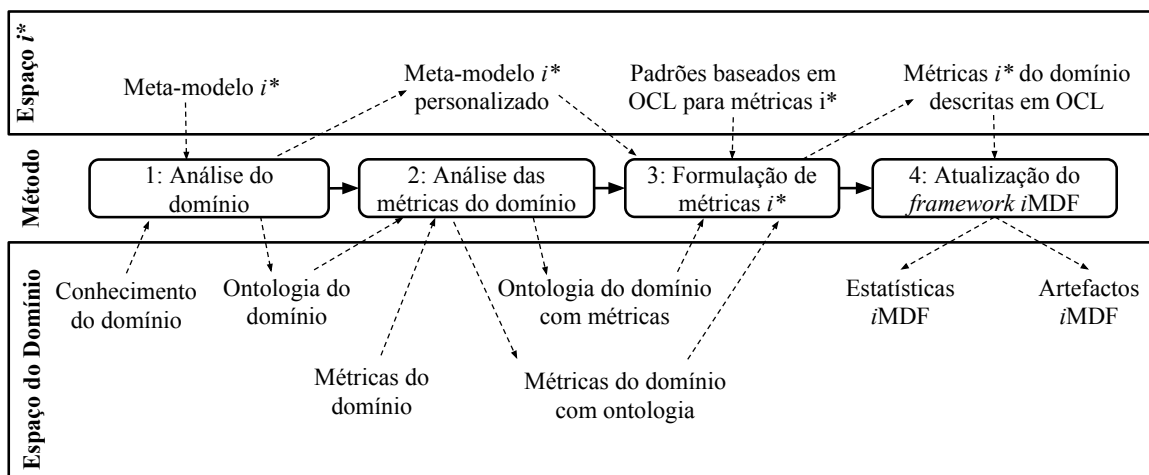 Espaço i*
Meta-modelo i*
Meta-modelo i*
personalizado
Padrões baseados em
OCL para métricas i*
Métricas i* do domínio
descritas em OCL
Método
1: Análise do
domínio
2: Análise das
métricas do domínio
3: Formulação de
métricas i*
4: Atualização do
framework iMDF
Espaço do Domínio
Conhecimento
do domínio
Ontologia do
domínio
Ontologia do domínio
com métricas
Estatísticas
iMDF
Artefactos
iMDF
Métricas do
domínio
Métricas do domínio
com ontologia